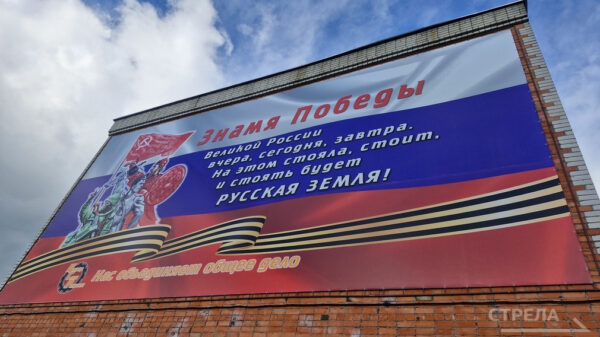 Знамя Победы
Великой России
вчера, сегодня, завтра.
На этом стояла, стоит,
и стоять будет
РУССКАЯ ЗЕМЛЯ!
Нас объединяет общее дело
СТРЕЛА